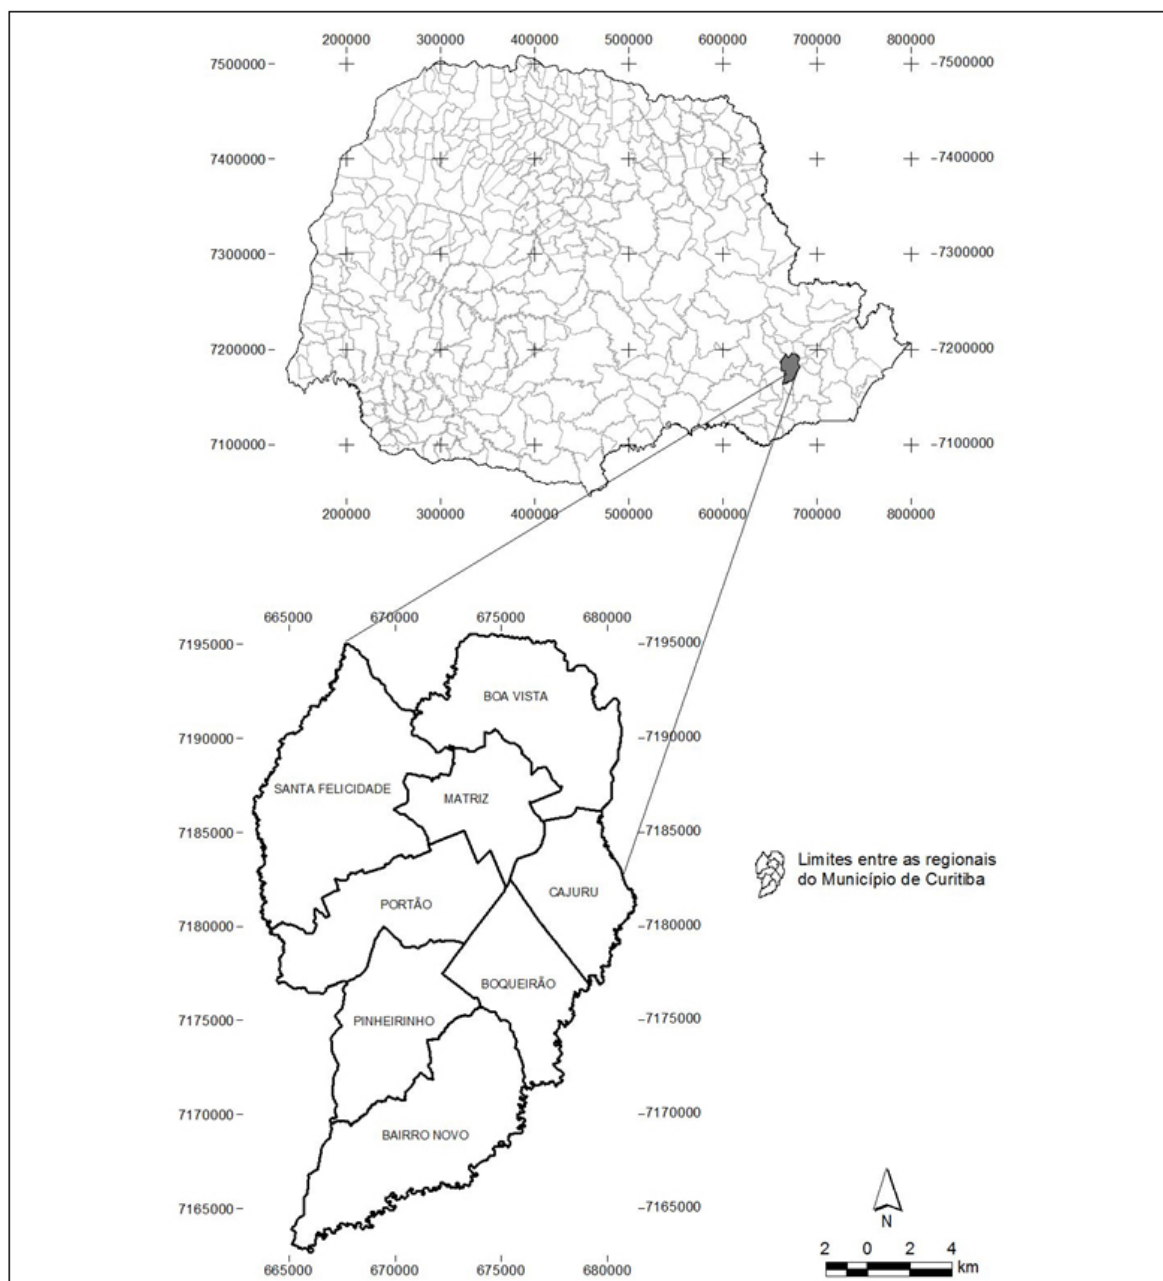 200000 300000 400000 500000 600000 700000 800000
7500000 -7500000
7400000 -7400000
7300000 -7300000
7200000 -7200000
7100000 -7100000
200000 300000 400000 500000 600000 700000 800000
665000 670000 675000 680000
7195000 -7195000
BOA VISTA
7190000 -7190000
SANTA FELICIDADE
MATRIZ
7185000 -7185000
Limites entre as regionais
do Município de Curitiba
CAJURU
PORTÃO
7180000 -7180000
BOQUEIRÃO
PINHEIRINHO
7175000 -7175000
7170000 -7170000
BAIRRO NOVO
7165000 -7165000
N
2 0 2 4
km
665000 670000 675000 680000